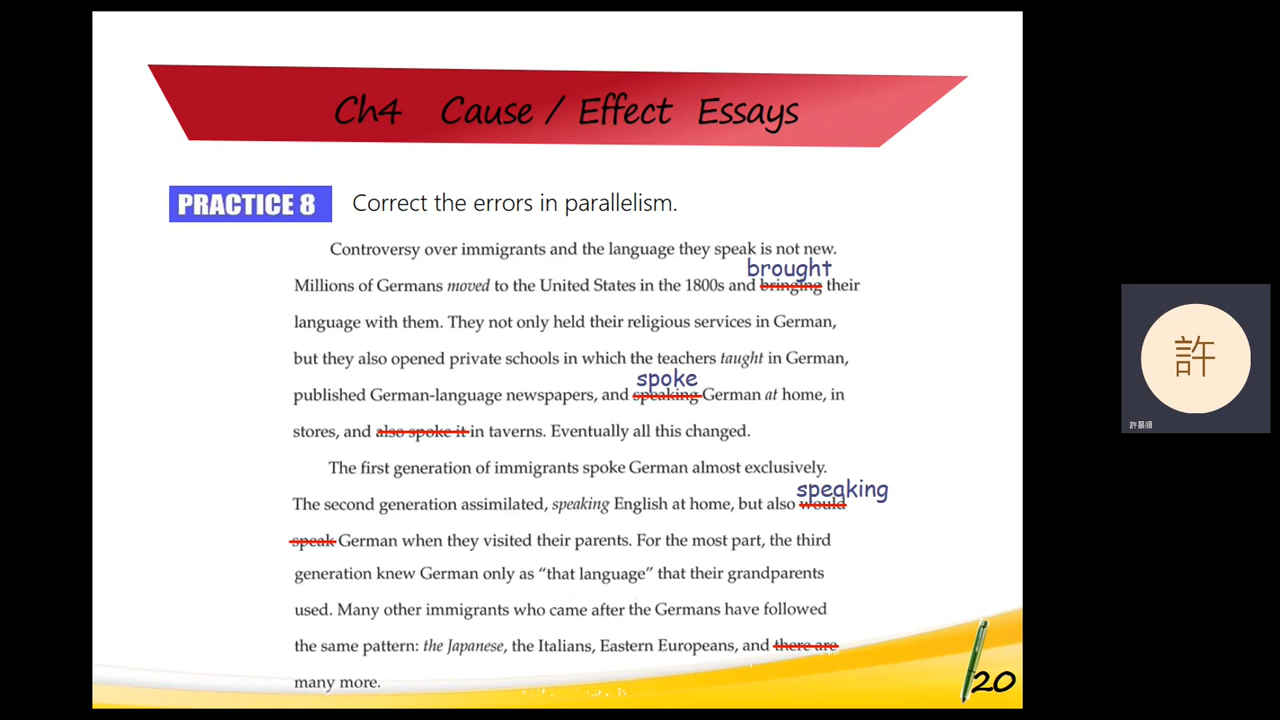 Ch4 Cause / Effect Essays
PRACTICE 8 Correct the errors in parallelism.
Controversy over immigrants and the language they speak is not new.
brought
Millions of Germans moved to the United States in the 1800s and bringing their
language with them. They not only held their religious services in German,
but they also opened private schools in which the teachers taught in German,
spoke
published German-language newspapers, and speaking German at home, in
stores, and also spoke it in taverns. Eventually all this changed.
The first generation of immigrants spoke German almost exclusively.
speaking
The second generation assimilated, speaking English at home, but also would
speak German when they visited their parents. For the most part, the third
generation knew German only as “that language” that their grandparents
used. Many other immigrants who came after the Germans have followed
the same pattern: the Japanese, the Italians, Eastern Europeans, and there are
many more.
20
許
許景順